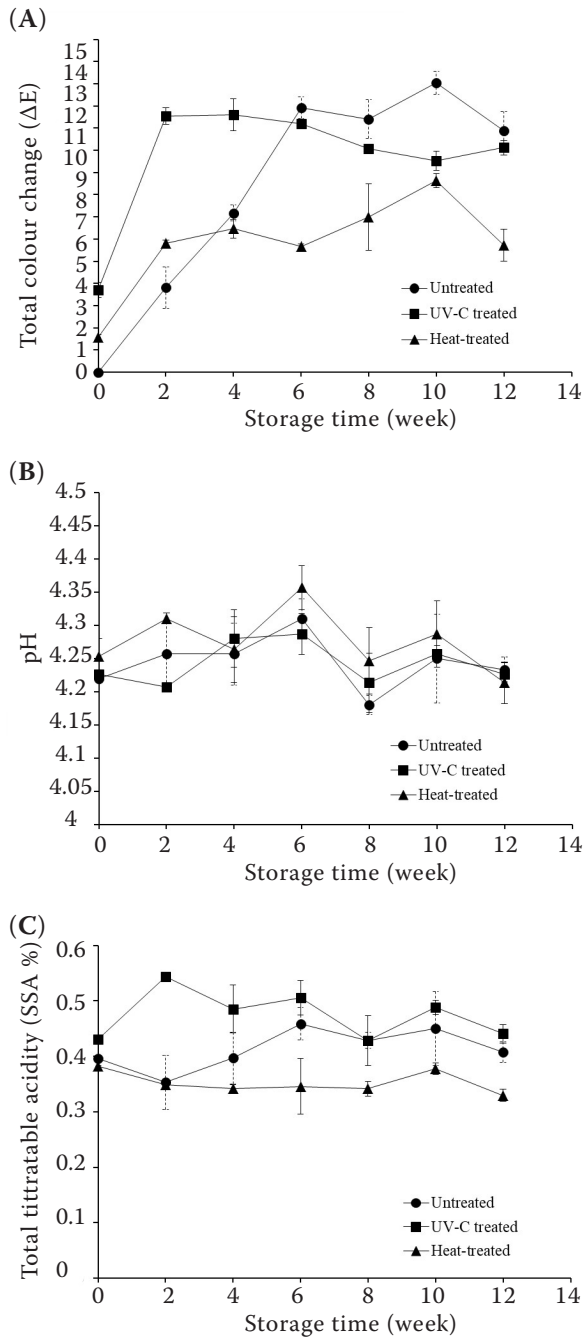 (A)
Total colour change (ΔE)
15
14
13
12
11
10
9
8
7
6
5
4
3
2
1
0
Untreated
UV-C treated
Heat-treated
0 2 4 6 8 10 12 14
Storage time (week)
(B)
pH
4.5
4.45
4.4
4.35
4.3
4.25
4.2
4.15
4.1
4.05
4
Untreated
UV-C treated
Heat-treated
0 2 4 6 8 10 12 14
Storage time (week)
(C)
Total tittratable acidity (SSA %)
0.6
0.5
0.4
0.3
0.2
0.1
0
Untreated
UV-C treated
Heat-treated
0 2 4 6 8 10 12 14
Storage time (week)